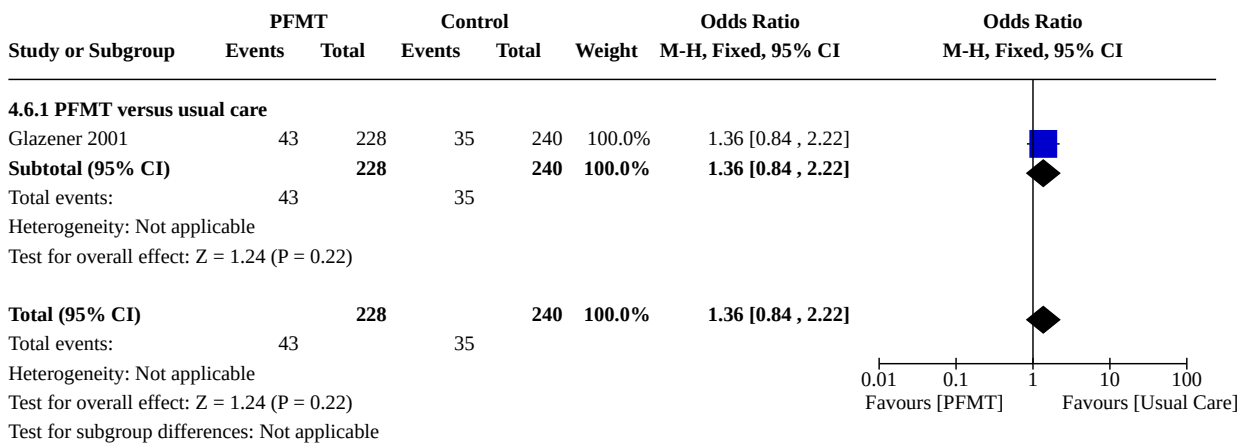 PFMT Control Odds Ratio Odds Ratio
Study or Subgroup Events Total Events Total Weight M-H, Fixed, 95% CI M-H, Fixed, 95% CI
4.6.1 PFMT versus usual care
Glazener 2001 43 228 35 240 100.0% 1.36 [0.84 , 2.22]
Subtotal (95% CI) 228 240 100.0% 1.36 [0.84 , 2.22]
Total events: 43 35
Heterogeneity: Not applicable
Test for overall effect: Z = 1.24 (P = 0.22)
Total (95% CI) 228 240 100.0% 1.36 [0.84 , 2.22]
Total events: 43 35
Heterogeneity: Not applicable
0.01 0.1 1 10 100
Test for overall effect: Z = 1.24 (P = 0.22) Favours [PFMT] Favours [Usual Care]
Test for subgroup differences: Not applicable